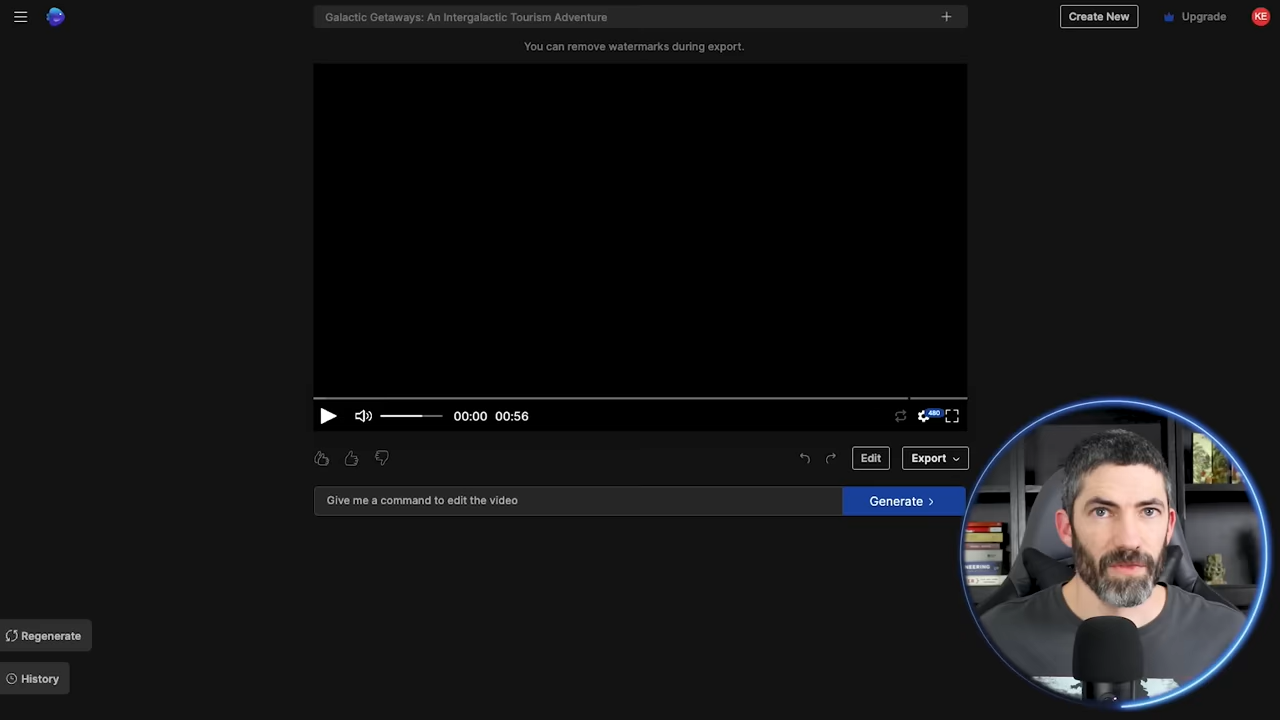 Galactic Getaways: An Intergalactic Tourism Adventure
Create New
Upgrade
KE
You can remove watermarks during export.
00:00 00:56
480
Edit
Export
Give me a command to edit the video
Generate
Regenerate
History